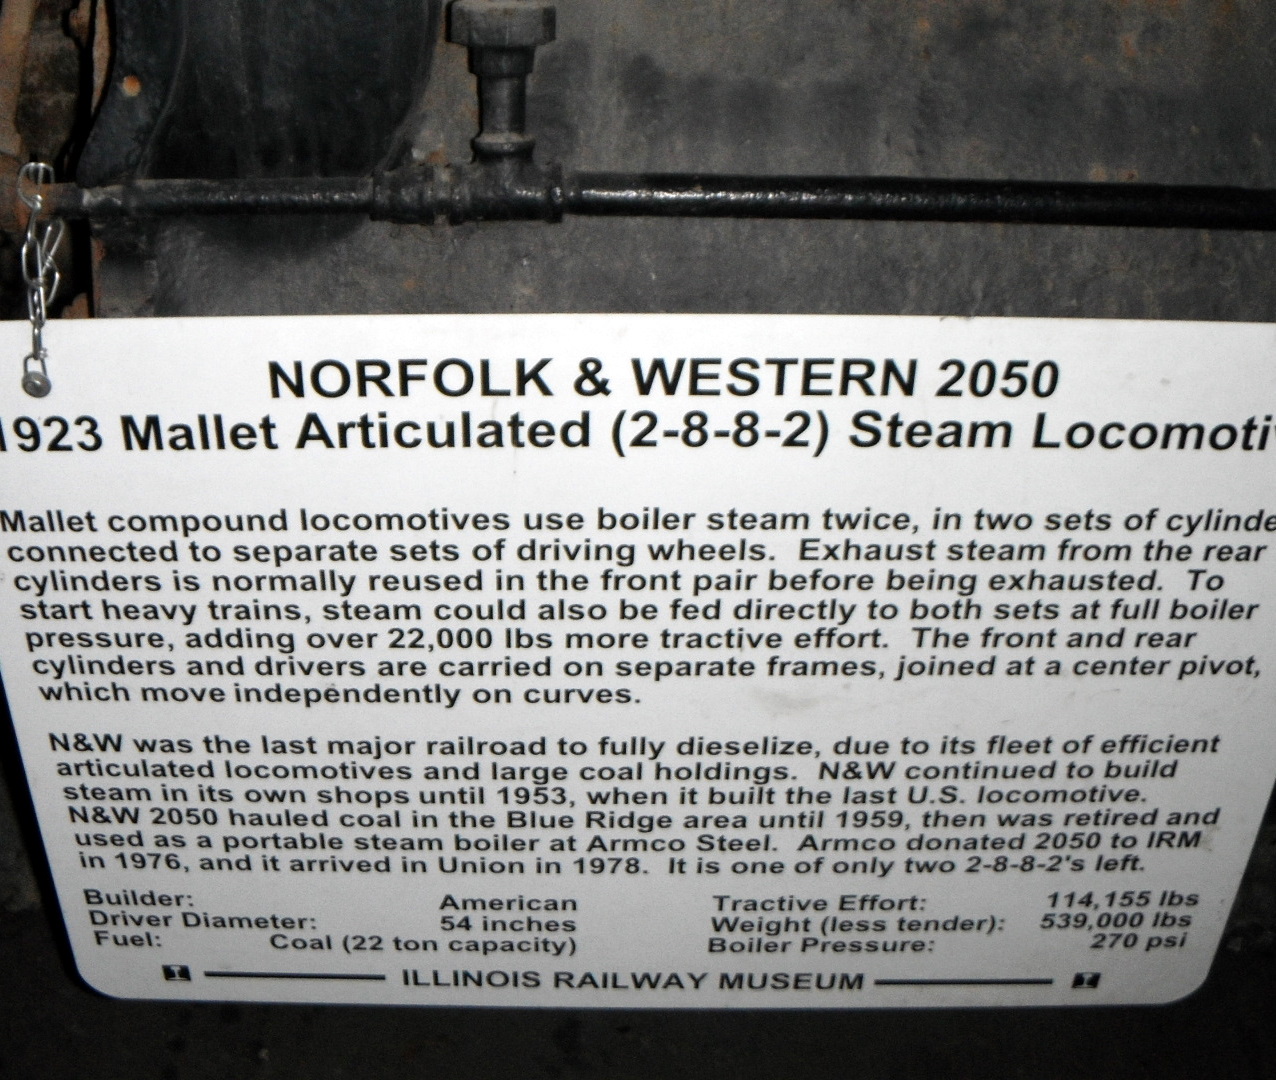 NORFOLK & WESTERN 2050
1923 Mallet Articulated (2-8-8-2) Steam Locomoti
Mallet compound locomotives use boiler steam twice, in two sets of cylinde
connected to separate sets of driving wheels. Exhaust steam from the rear
cylinders is normally reused in the front pair before being exhausted. To
start heavy trains, steam could also be fed directly to both sets at full boiler
pressure, adding over 22,000 lbs more tractive effort. The front and rear
cylinders and drivers are carried on separate frames, joined at a center pivot,
which move independently on curves.
N&W was the last major railroad to fully dieselize, due to its fleet of efficient
articulated locomotives and large coal holdings. N&W continued to build
steam in its own shops until 1953, when it built the last U.S. locomotive.
N&W 2050 hauled coal in the Blue Ridge area until 1959, then was retired and
used as a portable steam boiler at Armco Steel. Armco donated 2050 to IRM
in 1976, and it arrived in Union in 1978. It is one of only two 2-8-8-2's left.
Builder: American Tractive Effort: 114,155 lbs
Driver Diameter: 54 inches Weight (less tender): 539,000 lbs
Fuel: Coal (22 ton capacity) Boiler Pressure: 270 psi
ILLINOIS RAILWAY MUSEUM